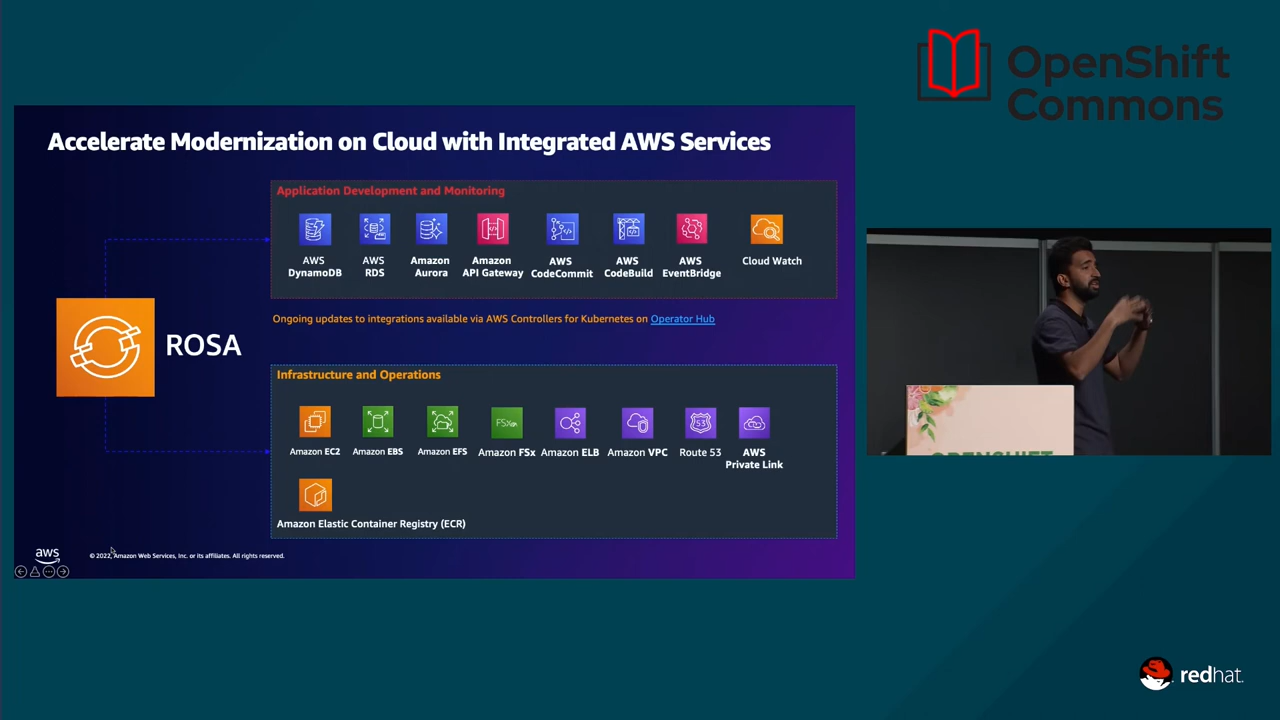 OpenShift
Commons
Accelerate Modernization on Cloud with Integrated AWS Services
Application Development and Monitoring
AWS
DynamoDB
AWS
RDS
Amazon
Aurora
Amazon
API Gateway
AWS
CodeCommit
AWS
CodeBuild
AWS
EventBridge
Cloud Watch
Ongoing updates to integrations available via AWS Controllers for Kubernetes on Operator Hub
ROSA
Infrastructure and Operations
Amazon EC2
Amazon EBS
Amazon EFS
FSx
Amazon FSx
Amazon ELB
Amazon VPC
53
Route 53
AWS
Private Link
Amazon Elastic Container Registry (ECR)
aws
© 2022, Amazon Web Services, Inc. or its affiliates. All rights reserved.
OPENSHIFT
redhat.